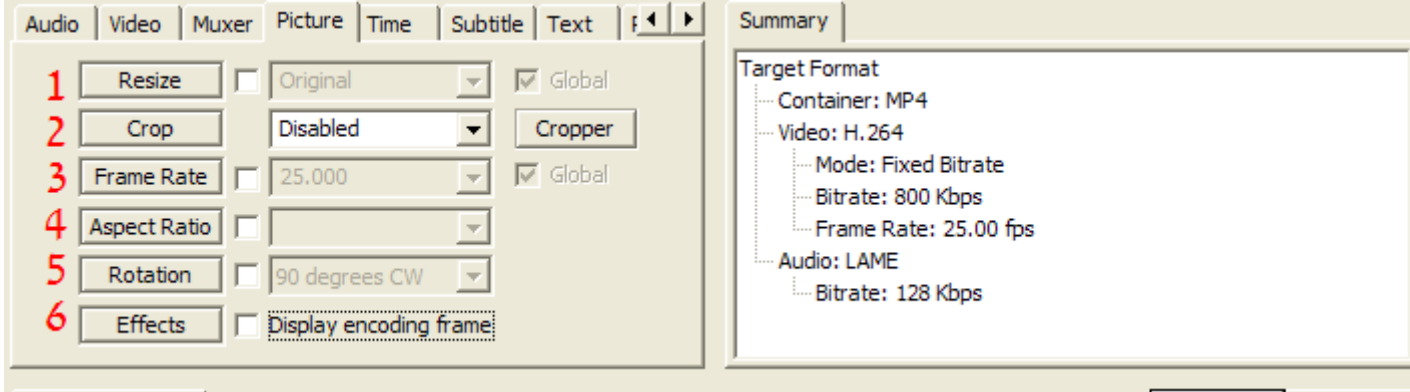 Audio Video Muxer Picture Time Subtitle Text
1 Resize Original Global
2 Crop Disabled Cropper
3 Frame Rate 25.000 Global
4 Aspect Ratio
5 Rotation 90 degrees CW
6 Effects Display encoding frame
Summary
Target Format
Container: MP4
Video: H.264
Mode: Fixed Bitrate
Bitrate: 800 Kbps
Frame Rate: 25.00 fps
Audio: LAME
Bitrate: 128 Kbps